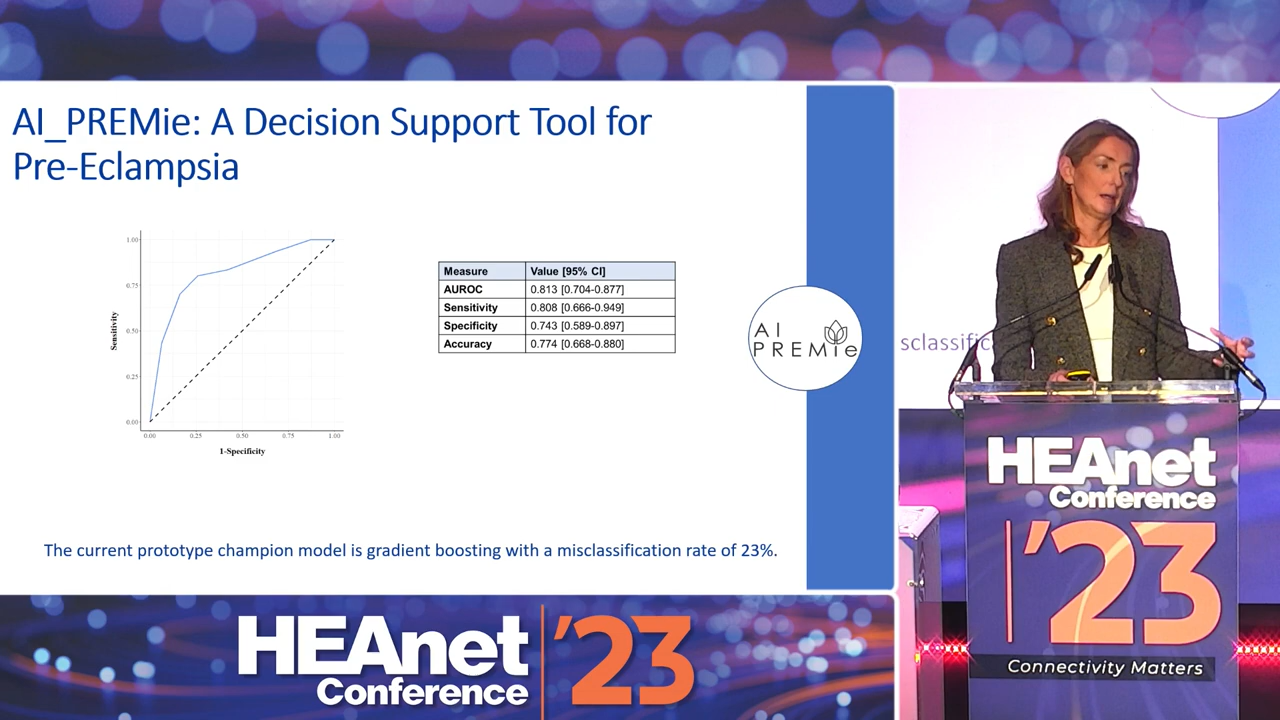 AI_PREMie: A Decision Support Tool for
Pre-Eclampsia
1.00
0.75
0.50
0.25
0.00
Sensitivity
0.00 0.25 0.50 0.75 1.00
1-Specificity
Measure Value [95% CI]
AUROC 0.813 [0.704-0.877]
Sensitivity 0.808 [0.666-0.949]
Specificity 0.743 [0.589-0.897]
Accuracy 0.774 [0.668-0.880]
AI
PREMie
The current prototype champion model is gradient boosting with a misclassification rate of 23%.
HEAnet
Conference
'23
sclassific
HEAnet
Conference
'23
Connectivity Matters